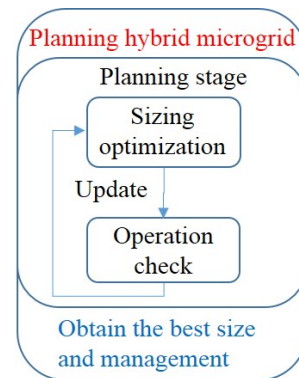 Planning hybrid microgrid
Planning stage
Sizing
optimization
Update
Operation
check
Obtain the best size
and management